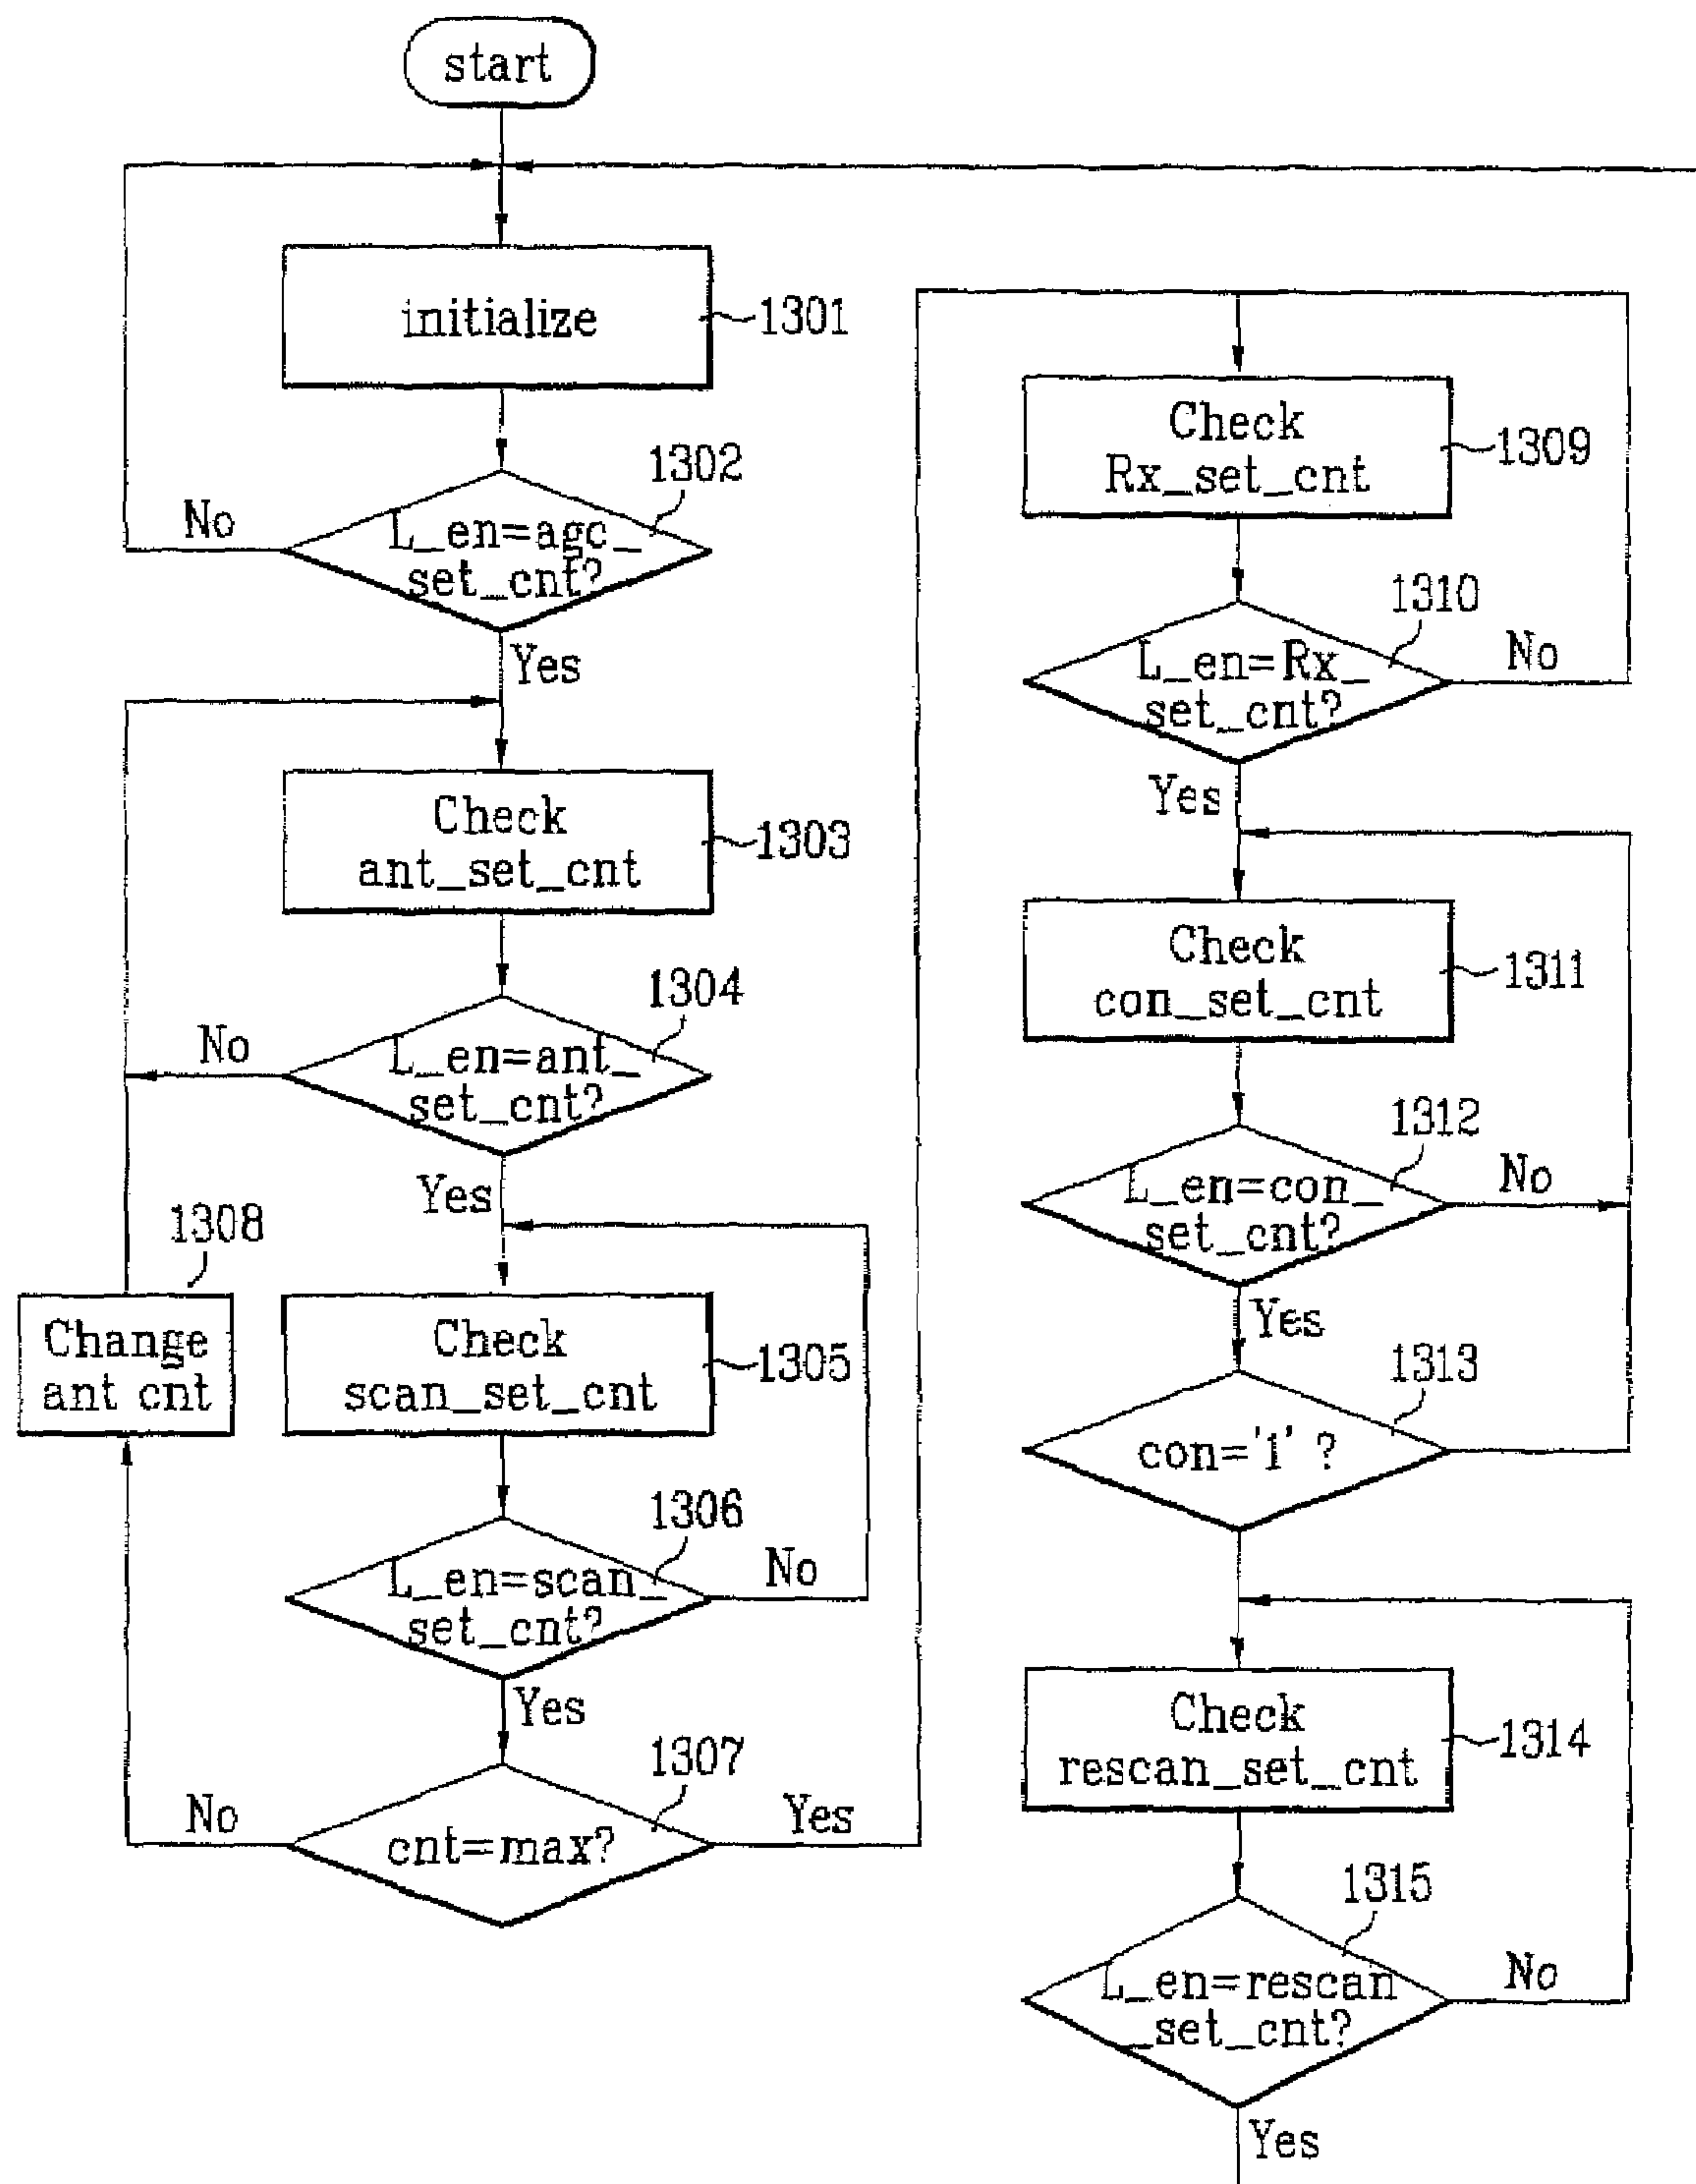 start
initialize
1301
1302
L_en=agc_
set_cnt?
No
Yes
Check
ant_set_cnt
1303
1304
L_en=ant_
set_cnt?
No
Yes
1308
Change
ant cnt
Check
scan_set_cnt
1305
1306
L_en=scan_
set_cnt?
No
Yes
1307
cnt=max?
No
Yes
Check
Rx_set_cnt
1309
1310
L_en=Rx_
set_cnt?
No
Yes
Check
con_set_cnt
1311
1312
L_en=con_
set_cnt?
No
Yes
1313
con='1' ?
Check
rescan_set_cnt
1314
1315
L_en=rescan
_set_cnt?
No
Yes